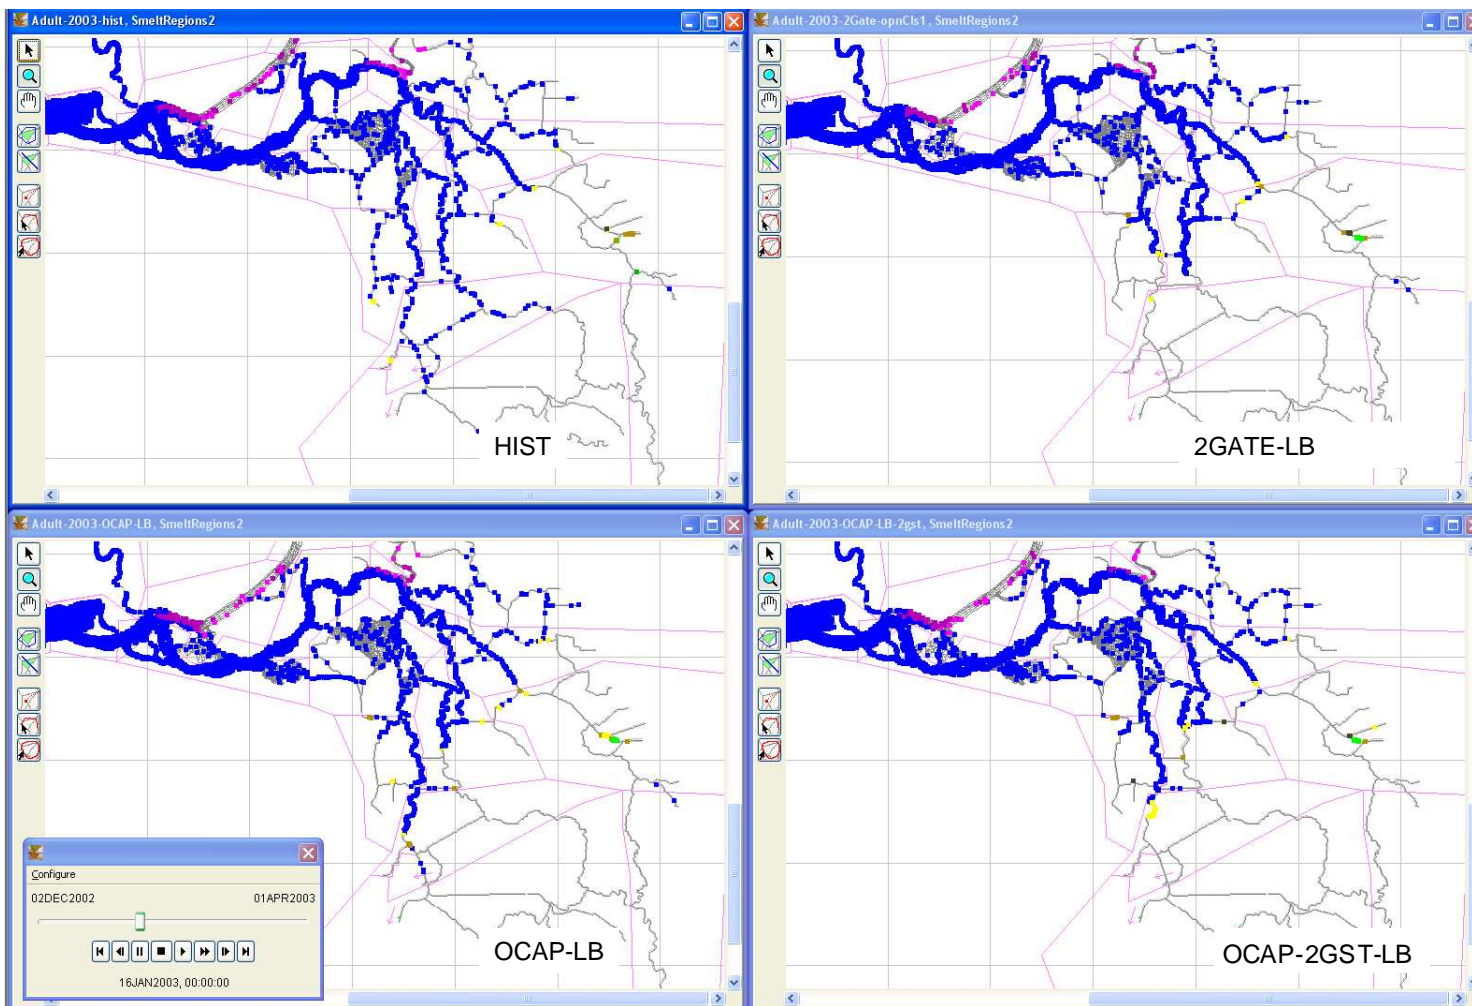 Adult-2003-hist, SmeltRegions2
Adult-2003-2Gate-opnCls1, SmeltRegions2
HIST
2GATE-LB
Adult-2003-OCAP-LB, SmeltRegions2
Adult-2003-OCAP-LB-2gst, SmeltRegions2
Configure
02DEC2002
01APR2003
16JAN2003, 00:00:00
OCAP-LB
OCAP-2GST-LB